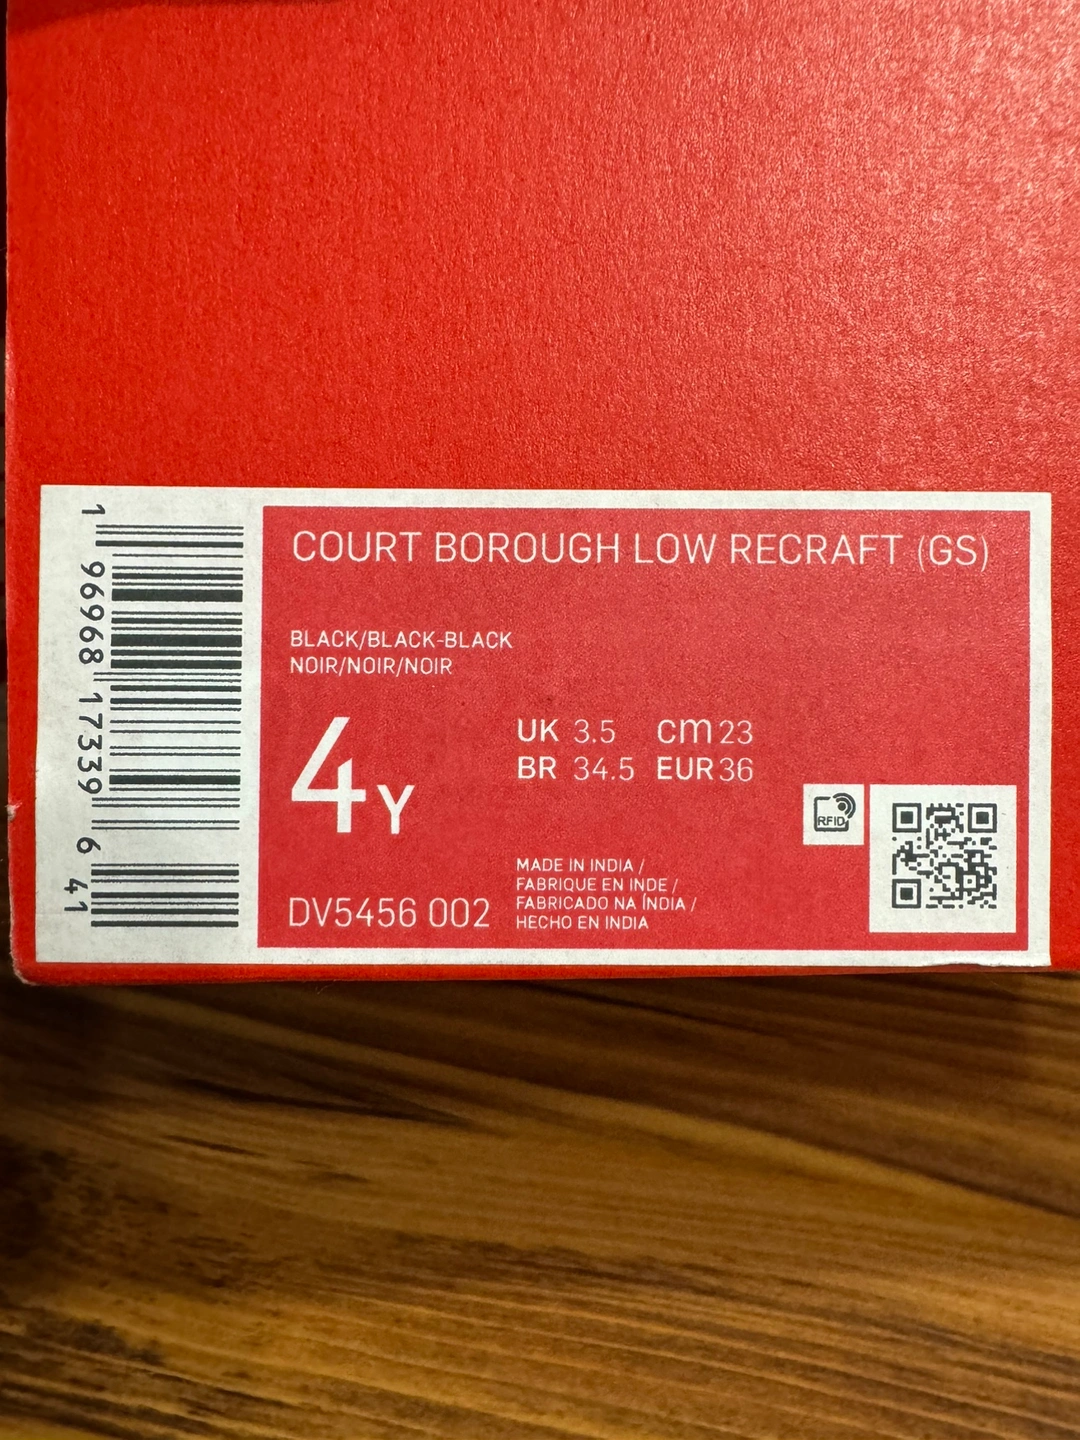 1 96968 17339 6 41
COURT BOROUGH LOW RECRAFT (GS)
BLACK/BLACK-BLACK
NOIR/NOIR/NOIR
4Y
UK 3.5 cm 23
BR 34.5 EUR 36
DV5456 002
MADE IN INDIA /
FABRIQUE EN INDE /
FABRICADO NA ÍNDIA /
HECHO EN INDIA
RFID